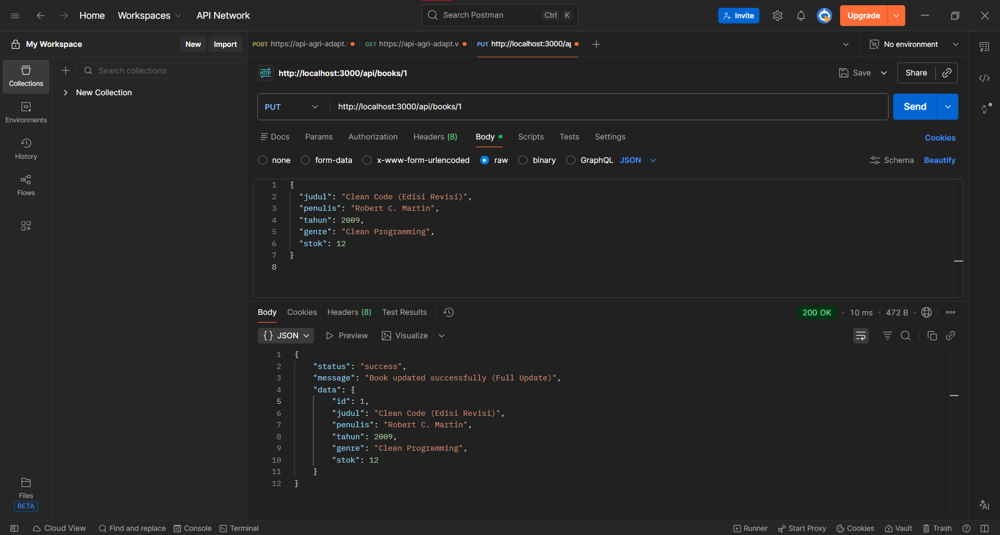 Home Workspaces API Network Search Postman Ctrl K Invite Upgrade
My Workspace New Import POST https://api-agri-adapt. GET https://api-agri-adapt.v PUT http://localhost:3000/ap No environment
Collections
Search collections
New Collection
Environments
History
Flows
Files
BETA
HTTP http://localhost:3000/api/books/1 Save Share
PUT http://localhost:3000/api/books/1 Send
Docs Params Authorization Headers (8) Body Scripts Tests Settings Cookies
none form-data x-www-form-urlencoded raw binary GraphQL JSON Schema Beautify
1 {
2 "judul": "Clean Code (Edisi Revisi)",
3 "penulis": "Robert C. Martin",
4 "tahun": 2009,
5 "genre": "Clean Programming",
6 "stok": 12
7 }
8
Body Cookies Headers (8) Test Results 200 OK • 10 ms • 472 B
{} JSON Preview Visualize
1 {
2 "status": "success",
3 "message": "Book updated successfully (Full Update)",
4 "data": {
5 "id": 1,
6 "judul": "Clean Code (Edisi Revisi)",
7 "penulis": "Robert C. Martin",
8 "tahun": 2009,
9 "genre": "Clean Programming",
10 "stok": 12
11 }
12 }
AI
Cloud View Find and replace Console Terminal Runner Start Proxy Cookies Vault Trash